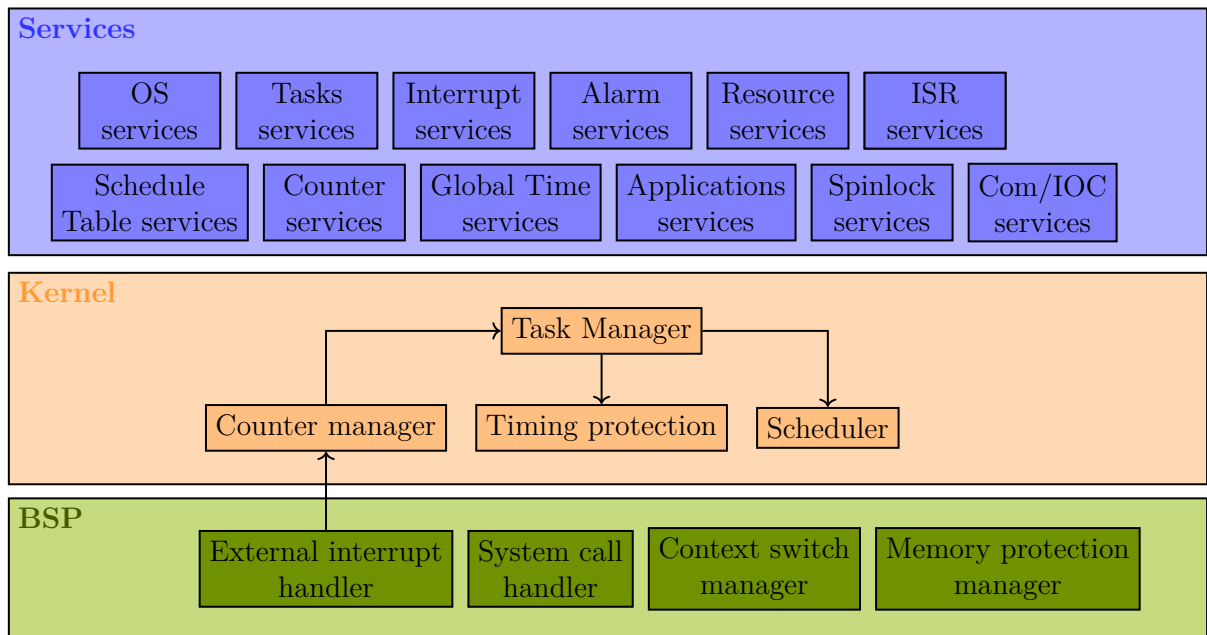 Services
OS
services
Tasks
services
Interrupt
services
Alarm
services
Resource
services
ISR
services
Schedule
Table services
Counter
services
Global Time
services
Applications
services
Spinlock
services
Com/IOC
services
Kernel
Task Manager
Counter manager
Timing protection
Scheduler
BSP
External interrupt
handler
System call
handler
Context switch
manager
Memory protection
manager